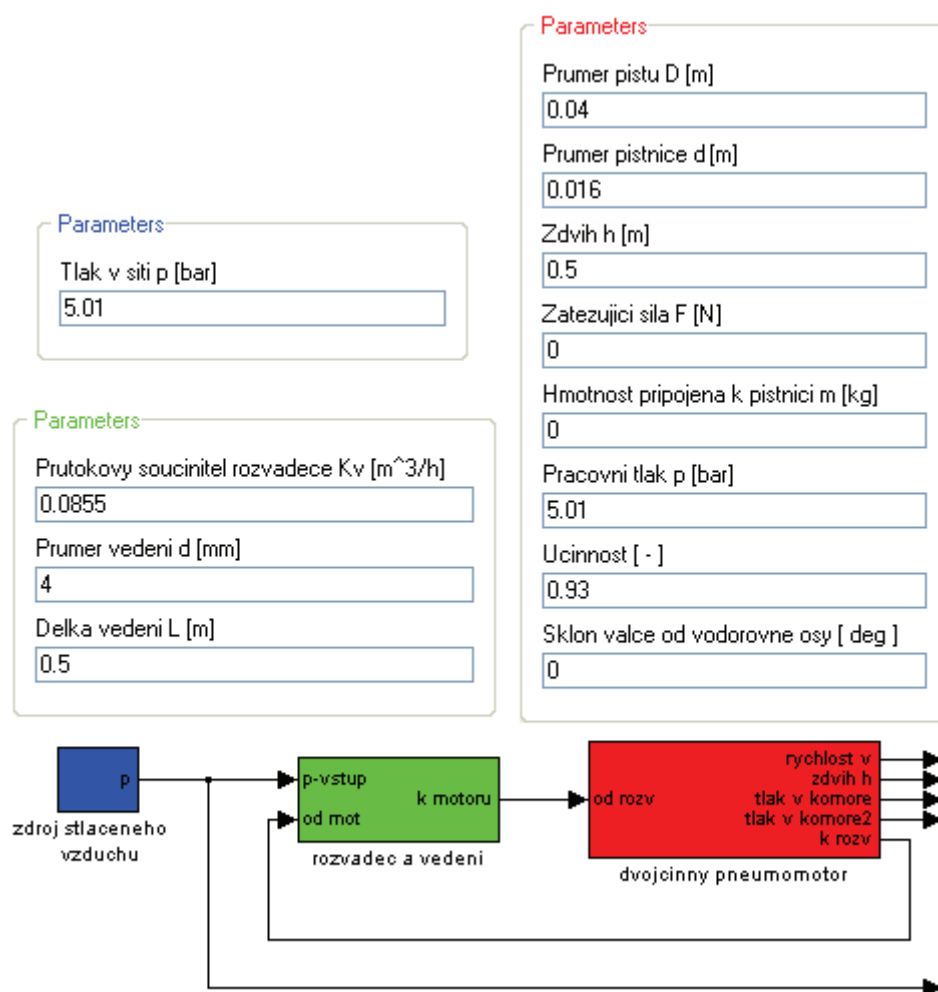 Parameters
Prumer pistu D [m]
0.04
Prumer pistnice d [m]
0.016
Zdvih h [m]
0.5
Zatezujici sila F [N]
0
Hmotnost pripojena k pistnici m [kg]
0
Pracovni tlak p [bar]
5.01
Ucinnost [ - ]
0.93
Sklon valce od vodorovne osy [ deg ]
0
Parameters
Tlak v siti p [bar]
5.01
Parameters
Prutokovy soucinitel rozvadece Kv [m^3/h]
0.0855
Prumer vedeni d [mm]
4
Delka vedeni L [m]
0.5
p
zdroj stlaceneho
vzduchu
p-vstup
od mot
k motoru
rozvadec a vedeni
od rozv
rychlost v
zdvih h
tlak v komore
tlak v komore2
k rozv
dvojcinny pneumomotor